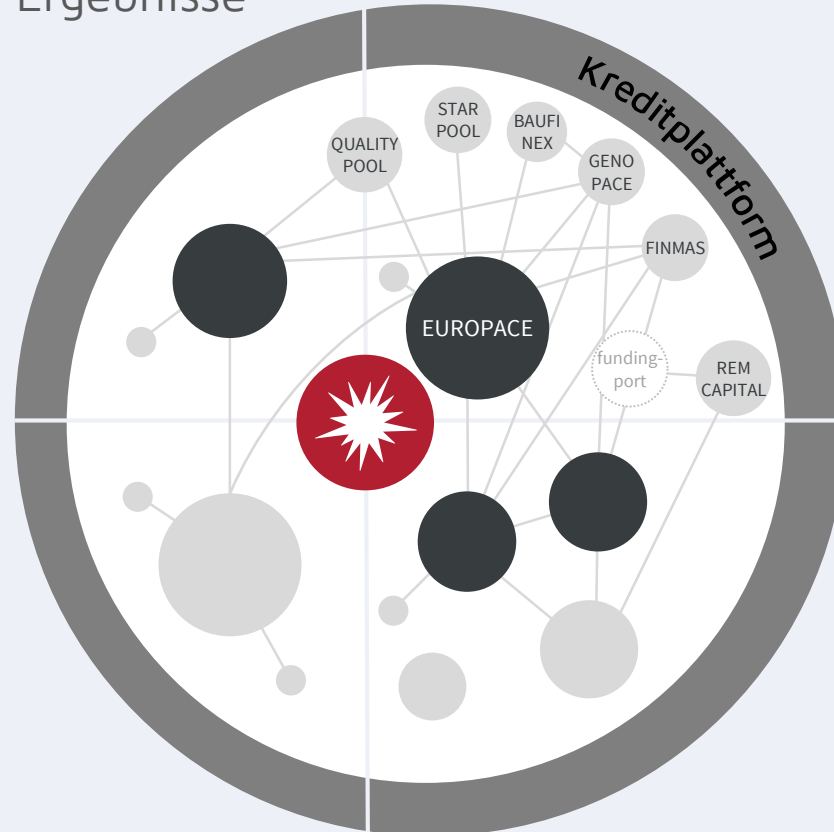 Ergebnisse
Kreditplattform
STAR
POOL
BAUFI
NEX
QUALITY
POOL
GENO
PACE
FINMAS
EUROPACE
funding-
port
REM
CAPITAL